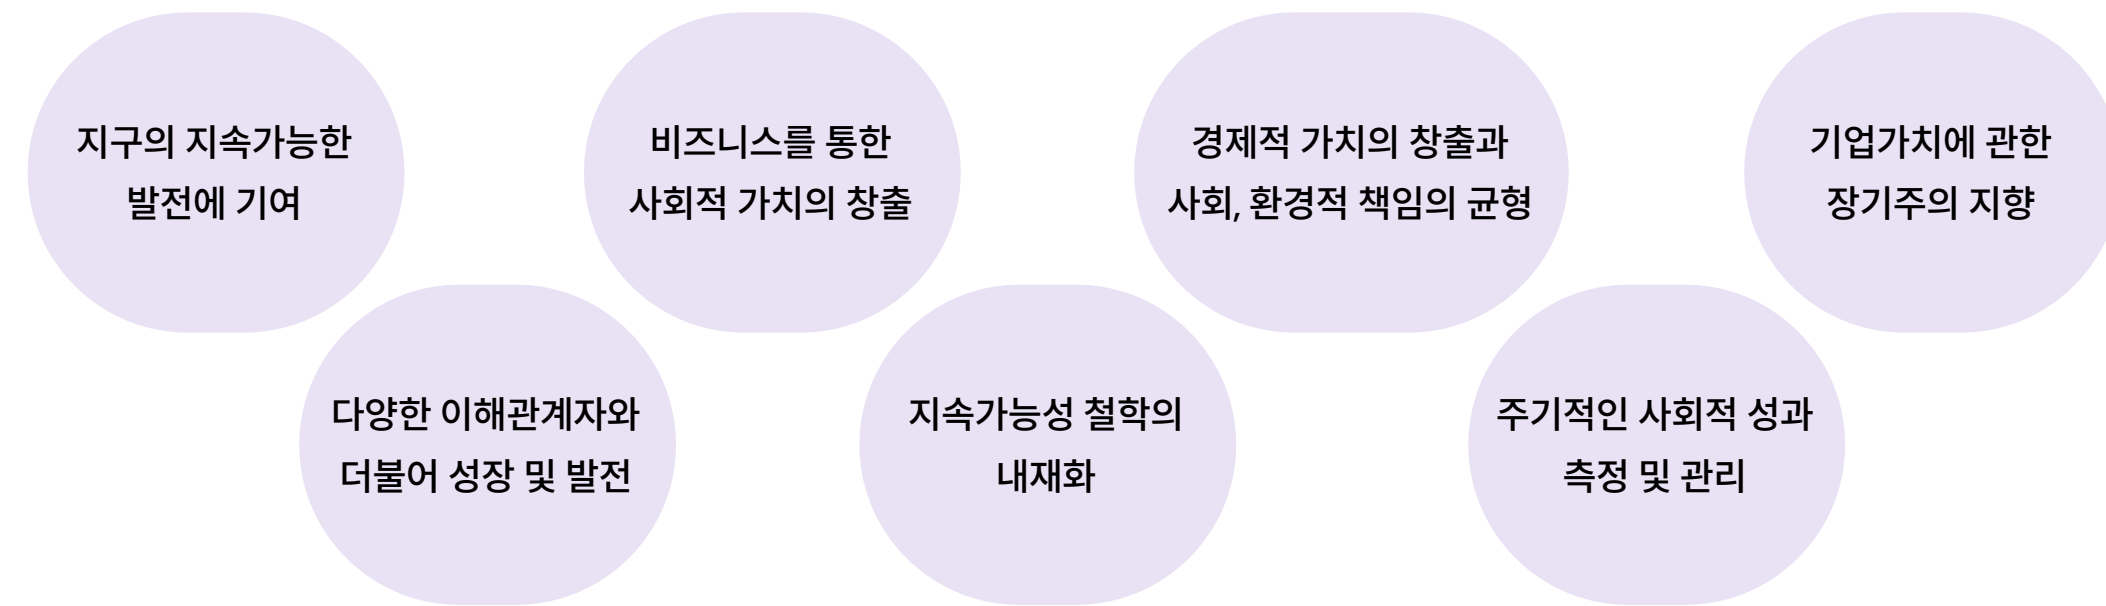 지구의 지속가능한
발전에 기여
비즈니스를 통한
사회적 가치의 창출
경제적 가치의 창출과
사회, 환경적 책임의 균형
기업가치에 관한
장기주의 지향
다양한 이해관계자와
더불어 성장 및 발전
지속가능성 철학의
내재화
주기적인 사회적 성과
측정 및 관리